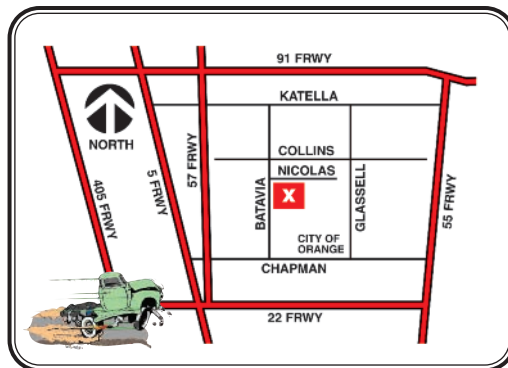 91 FRWY
KATELLA
NORTH
COLLINS
NICOLAS
X
405 FRWY
5 FRWY
57 FRWY
BATAVIA
GLASSELL
55 FRWY
CITY OF
ORANGE
CHAPMAN
22 FRWY